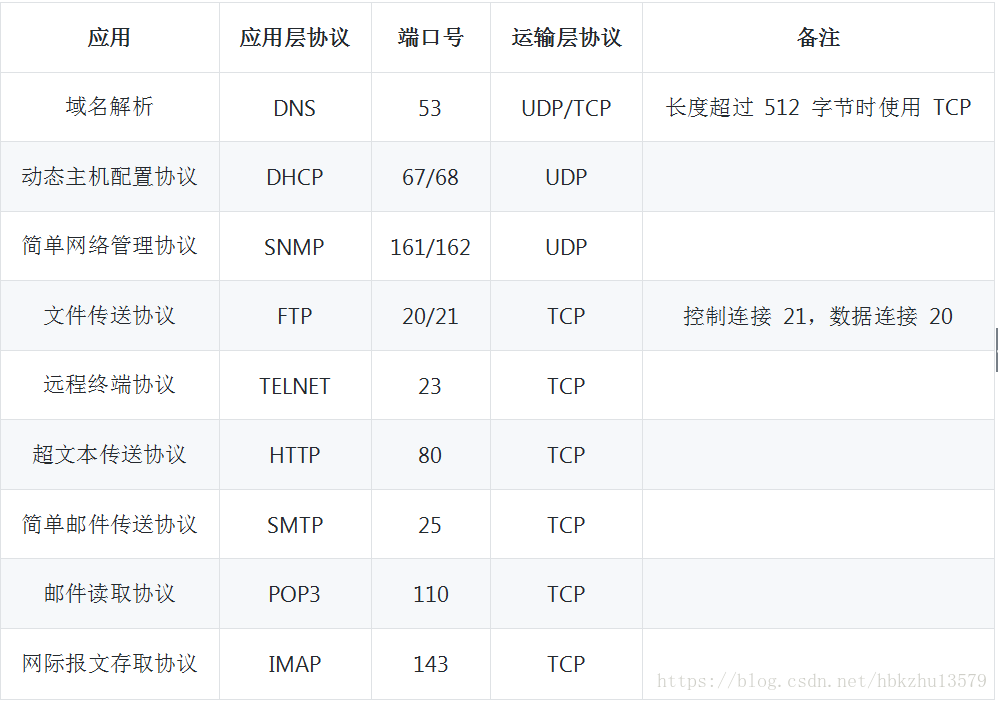 应用 应用层协议 端口号 运输层协议 备注
域名解析 DNS 53 UDP/TCP 长度超过 512 字节时使用 TCP
动态主机配置协议 DHCP 67/68 UDP
简单网络管理协议 SNMP 161/162 UDP
文件传送协议 FTP 20/21 TCP 控制连接 21，数据连接 20
远程终端协议 TELNET 23 TCP
超文本传送协议 HTTP 80 TCP
简单邮件传送协议 SMTP 25 TCP
邮件读取协议 POP3 110 TCP
网际报文存取协议 IMAP 143 TCP
https://blog.csdn.net/hbkzhu13579